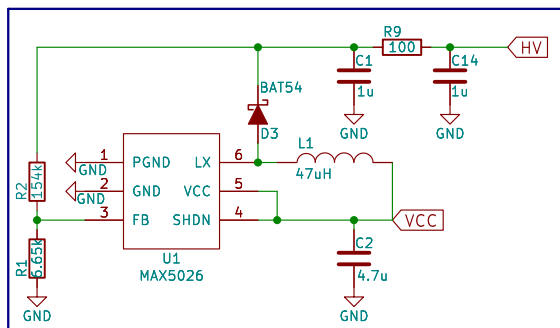 R9
100
HV
C1
1u
GND
C14
1u
GND
BAT54
D3
L1
47uH
R2
154k
GND
1
PGND
LX
6
GND
2
GND
VCC
5
3
FB
SHDN
4
VCC
U1
MAX5026
R1
6.65k
GND
C2
4.7u
GND